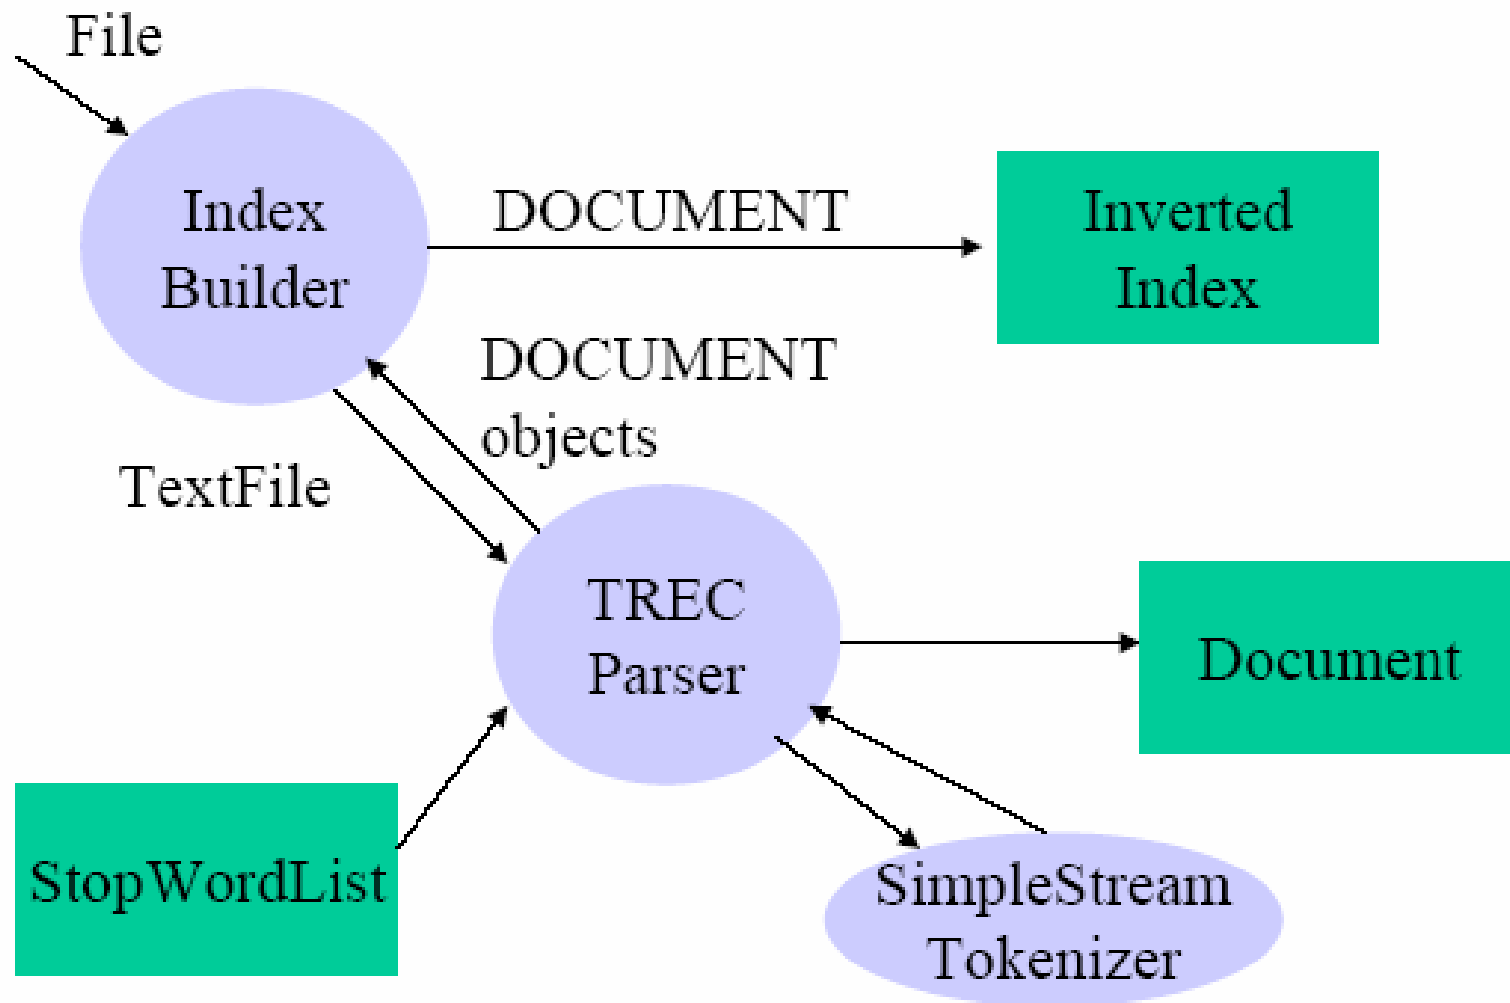 File
Index
Builder
DOCUMENT
Inverted
Index
DOCUMENT
objects
TextFile
TREC
Parser
Document
StopWordList
SimpleStream
Tokenizer